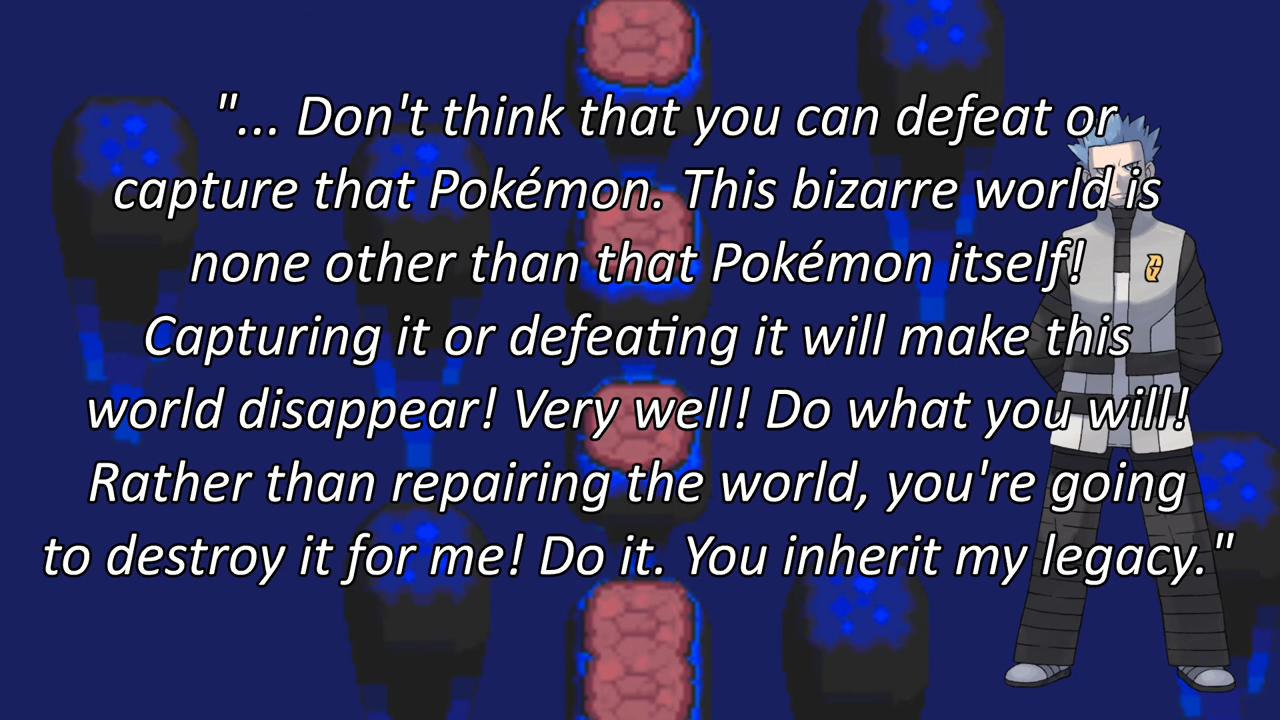 "... Don't think that you can defeat or
capture that Pokémon. This bizarre world is
none other than that Pokémon itself!
Capturing it or defeating it will make this
world disappear! Very well! Do what you will!
Rather than repairing the world, you're going
to destroy it for me! Do it. You inherit my legacy."
G